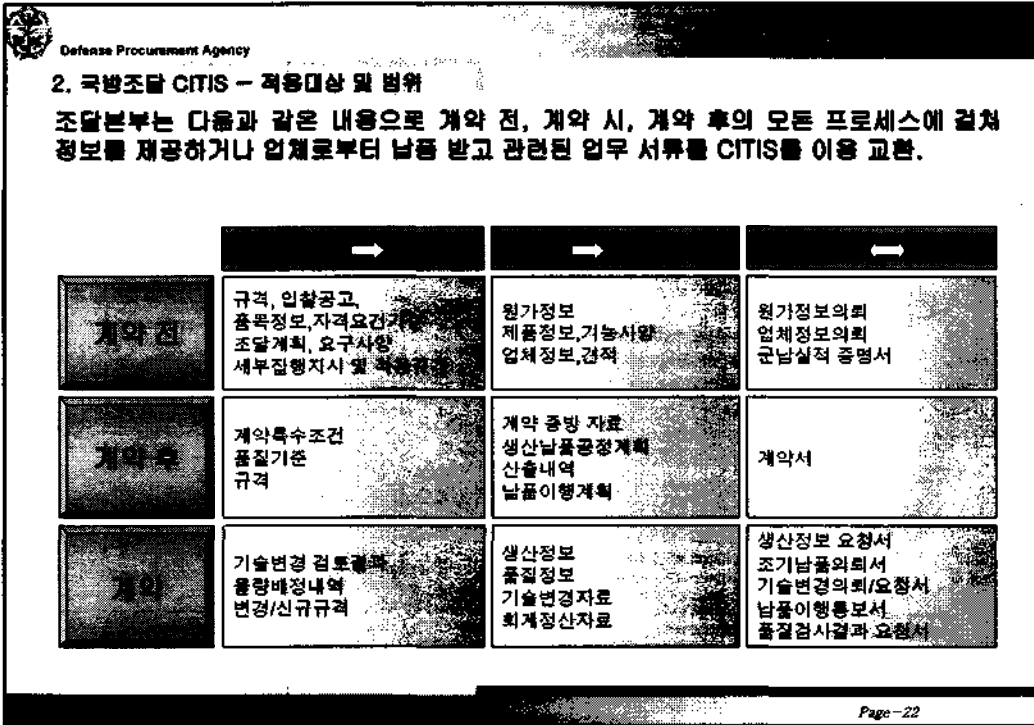 Defense Procurement Agency
2. 국방조달 CITIS - 적용대상 및 범위
조달본부는 다음과 같은 내용으로 계약 전, 계약 시, 계약 후의 모든 프로세스에 걸쳐
정보를 제공하거나 업체로부터 납품 받고 관련된 업무 서류를 CITIS를 이용 교환.
계약 전
규격, 입찰공고,
품목정보,자격요건
조달계획, 요구사항
세부집행지시 및
원가정보
제품정보,기능사양
업체정보,견적
원가정보의뢰
업체정보의뢰
군납실적 증명서
계약 후
계약특수조건
품질기준
규격
계약 증빙 자료
생산납품공정계획
산출내역
납품이행계획
계약서
계약
기술변경 검토결과
물량배정내역
변경/신규규격
생산정보
품질정보
기술변경자료
회계정산자료
생산정보 요청서
조기납품의뢰서
기술변경의뢰/요청서
납품이행통보서
품질검사결과 요청서
Page-22